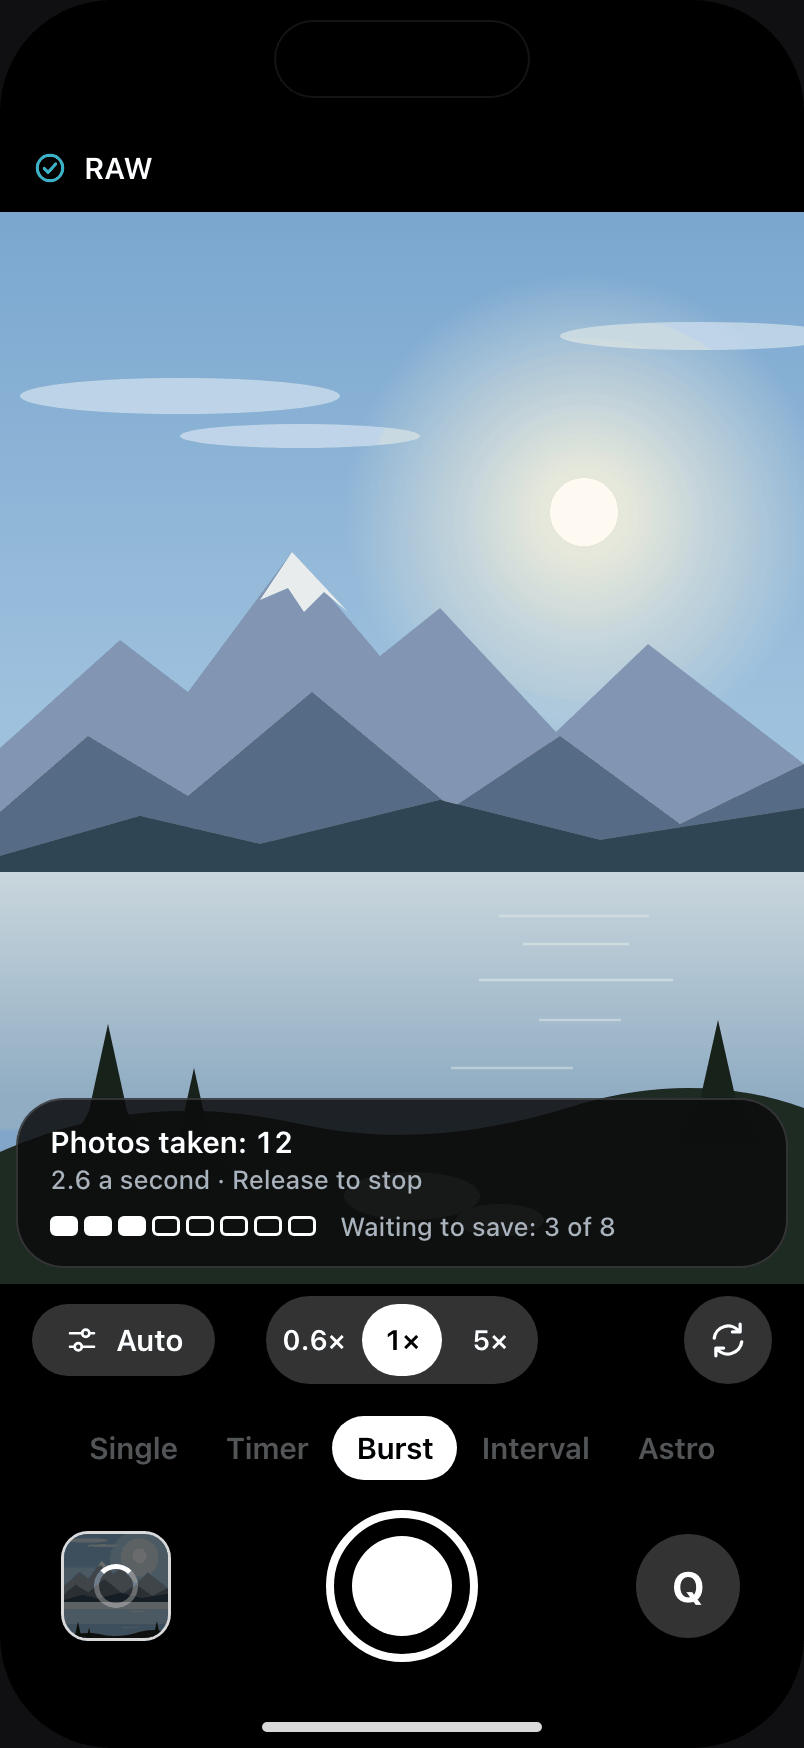 RAW
Photos taken: 12
2.6 a second · Release to stop
Waiting to save: 3 of 8
Auto
0.6× 1× 5×
Single Timer Burst Interval Astro
Q